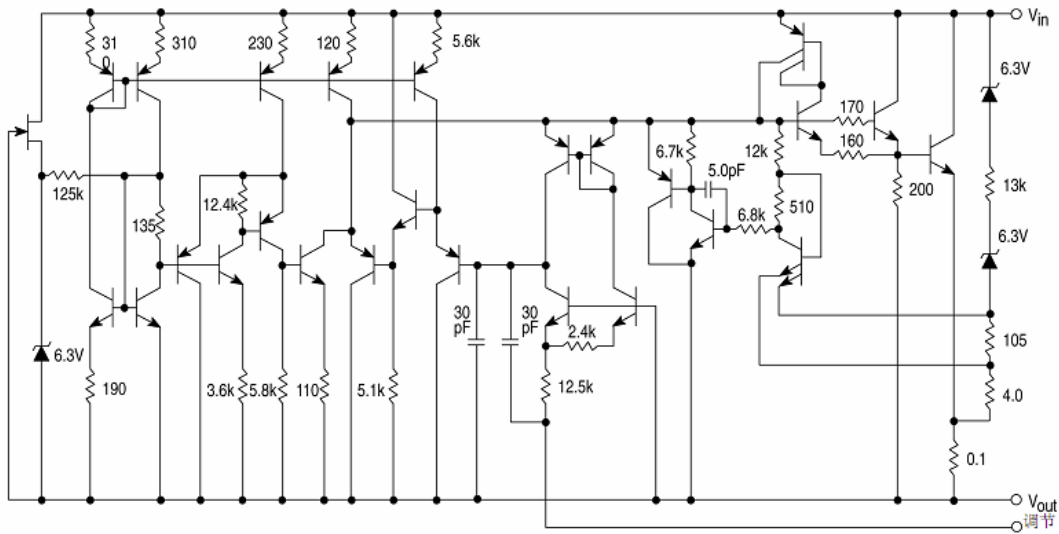 Vin
31
0
310
230
120
5.6k
6.3V
170
160
6.7k
12k
5.0pF
125k
12.4k
200
13k
135
6.8k
510
6.3V
30
pF
30
pF
2.4k
105
6.3V
190
3.6k
5.8k
110
5.1k
12.5k
4.0
0.1
Vout
调节